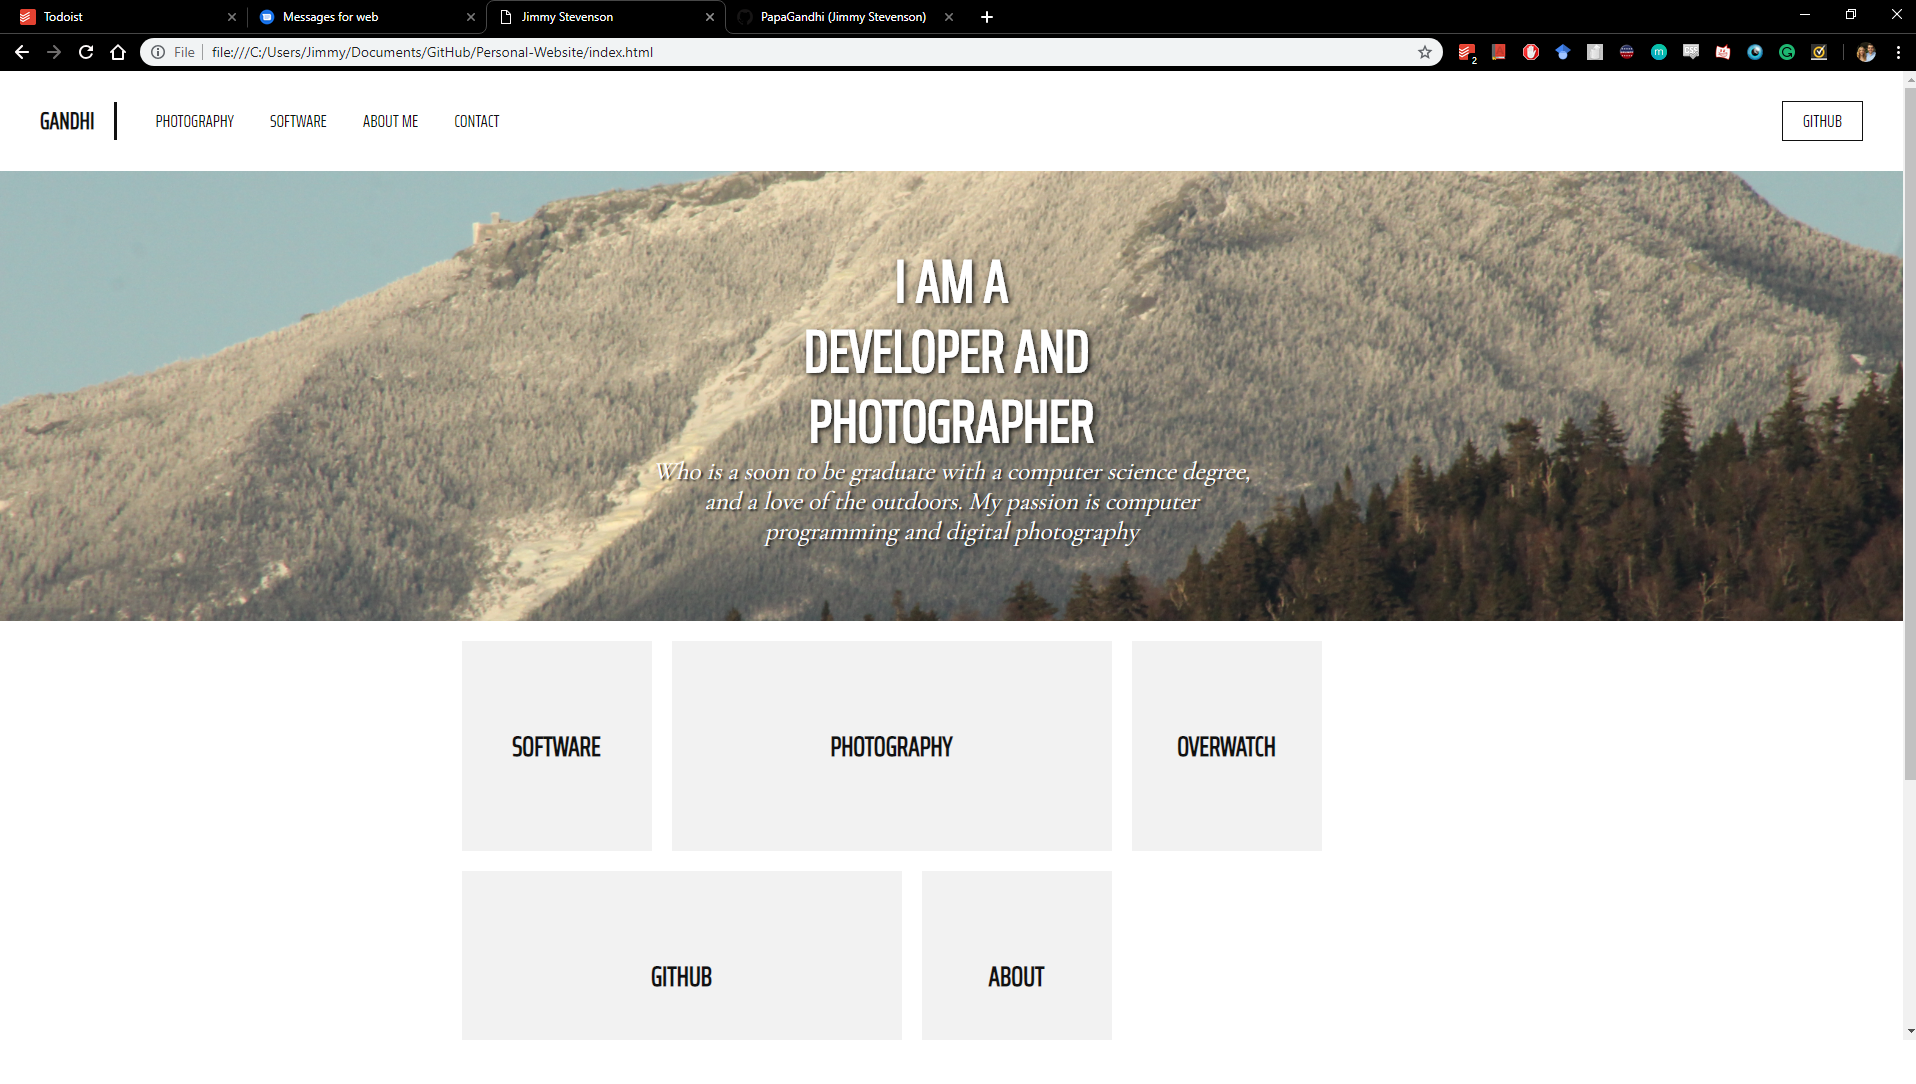 Todoist
Messages for web
Jimmy Stevenson
PapaGandhi (Jimmy Stevenson)
File
file:///C:/Users/Jimmy/Documents/GitHub/Personal-Website/index.html
2
m
GANDHI
PHOTOGRAPHY
SOFTWARE
ABOUT ME
CONTACT
GITHUB
I AM A
DEVELOPER AND
PHOTOGRAPHER
Who is a soon to be graduate with a computer science degree,
and a love of the outdoors. My passion is computer
programming and digital photography
SOFTWARE
PHOTOGRAPHY
OVERWATCH
GITHUB
ABOUT